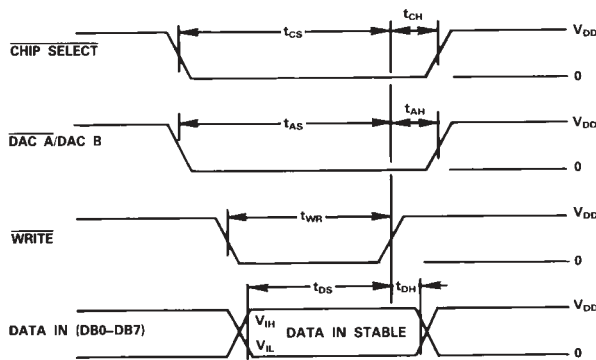 tCS
tCH
VDD
CHIP SELECT
0
tAS
tAH
VDD
DAC A/DAC B
0
tWR
VDD
WRITE
0
tDS
tDH
VDD
DATA IN (DB0–DB7)
VIH
DATA IN STABLE
VIL
0